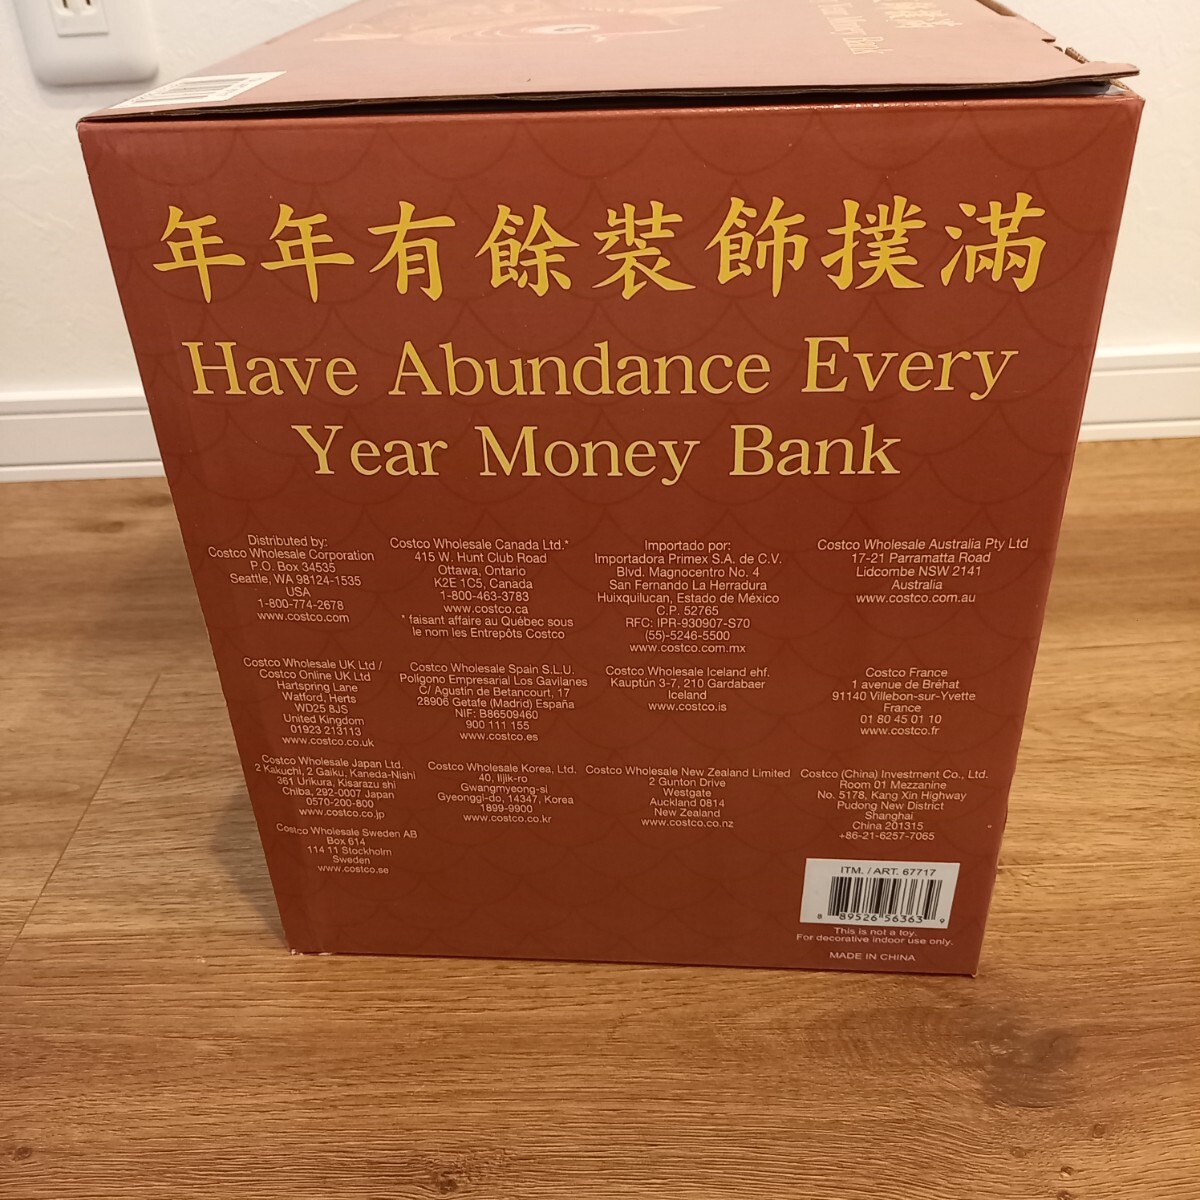 Year Money Bank
年年有餘裝飾撲滿
Have Abundance Every
Year Money Bank
Distributed by:
Costco Wholesale Corporation
P.O. Box 34535
Seattle, WA 98124-1535
USA
1-800-774-2678
www.costco.com
Costco Wholesale Canada Ltd.*
415 W. Hunt Club Road
Ottawa, Ontario
K2E 1C5, Canada
1-800-463-3783
www.costco.ca
* faisant affaire au Québec sous
le nom les Entrepôts Costco
Importado por:
Importadora Primex S.A. de C.V.
Blvd. Magnocentro No. 4
San Fernando La Herradura
Huixquilucan, Estado de México
C.P. 52765
RFC: IPR-930907-S70
(55)-5246-5500
www.costco.com.mx
Costco Wholesale Australia Pty Ltd
17-21 Parramatta Road
Lidcombe NSW 2141
Australia
www.costco.com.au
Costco Wholesale UK Ltd /
Costco Online UK Ltd
Hartspring Lane
Watford, Herts
WD25 8JS
United Kingdom
01923 213113
www.costco.co.uk
Costco Wholesale Spain S.L.U.
Polígono Empresarial Los Gavilanes
C/ Agustin de Betancourt, 17
28906 Getafe (Madrid) España
NIF: B86509460
900 111 155
www.costco.es
Costco Wholesale Iceland ehf.
Kauptún 3-7, 210 Gardabaer
Iceland
www.costco.is
Costco France
1 avenue de Bréhat
91140 Villebon-sur-Yvette
France
01 80 45 01 10
www.costco.fr
Costco Wholesale Japan Ltd.
2 Kakuchi, 2 Gaiku, Kaneda-Nishi
361 Urikura, Kisarazu shi
Chiba, 292-0007 Japan
0570-200-800
www.costco.co.jp
Costco Wholesale Korea, Ltd.
40, Iljik-ro
Gwangmyeong-si
Gyeonggi-do, 14347, Korea
1899-9900
www.costco.co.kr
Costco Wholesale New Zealand Limited
2 Gunton Drive
Westgate
Auckland 0814
New Zealand
www.costco.co.nz
Costco (China) Investment Co., Ltd.
Room 01 Mezzanine
No. 5178, Kang Xin Highway
Pudong New District
Shanghai
China 201315
+86-21-6257-7065
Costco Wholesale Sweden AB
Box 614
114 11 Stockholm
Sweden
www.costco.se
ITM. / ART. 67717
8 89526 56363 9
This is not a toy.
For decorative indoor use only.
MADE IN CHINA